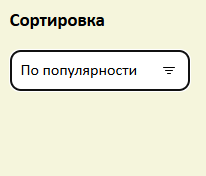 Сортировка
По популярности